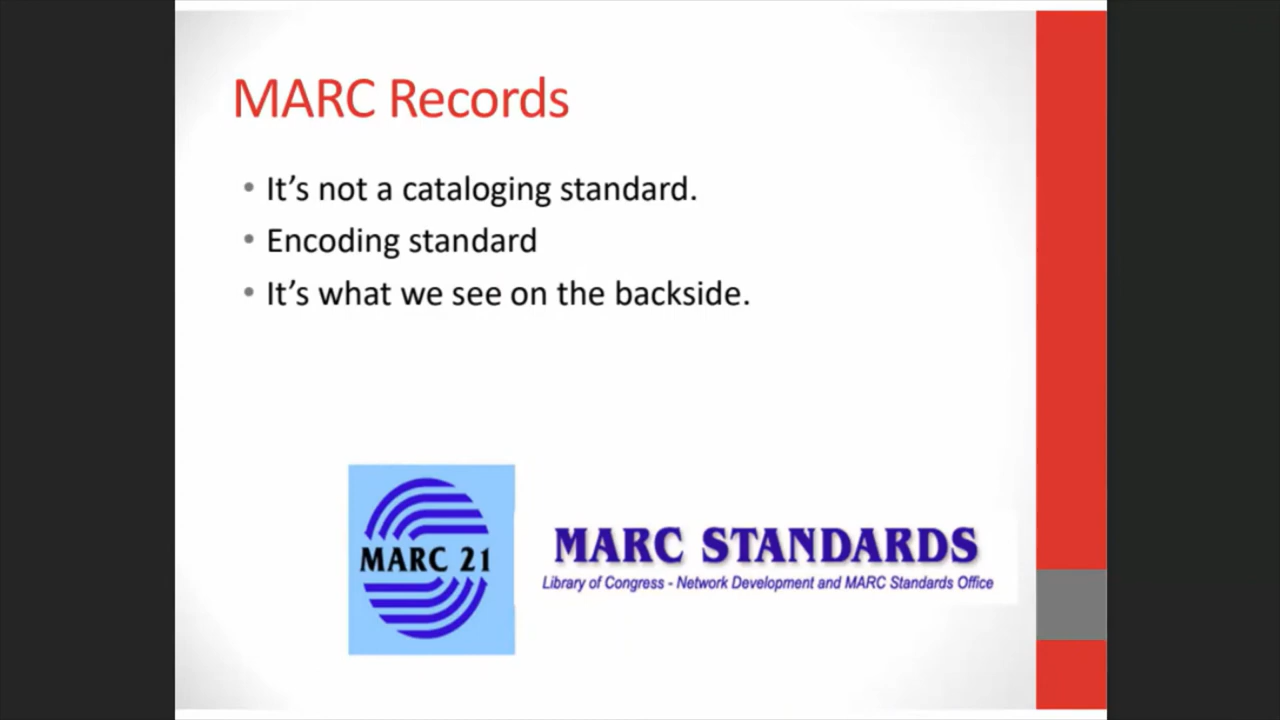 MARC Records
• It’s not a cataloging standard.
• Encoding standard
• It’s what we see on the backside.
MARC 21
MARC STANDARDS
Library of Congress - Network Development and MARC Standards Office